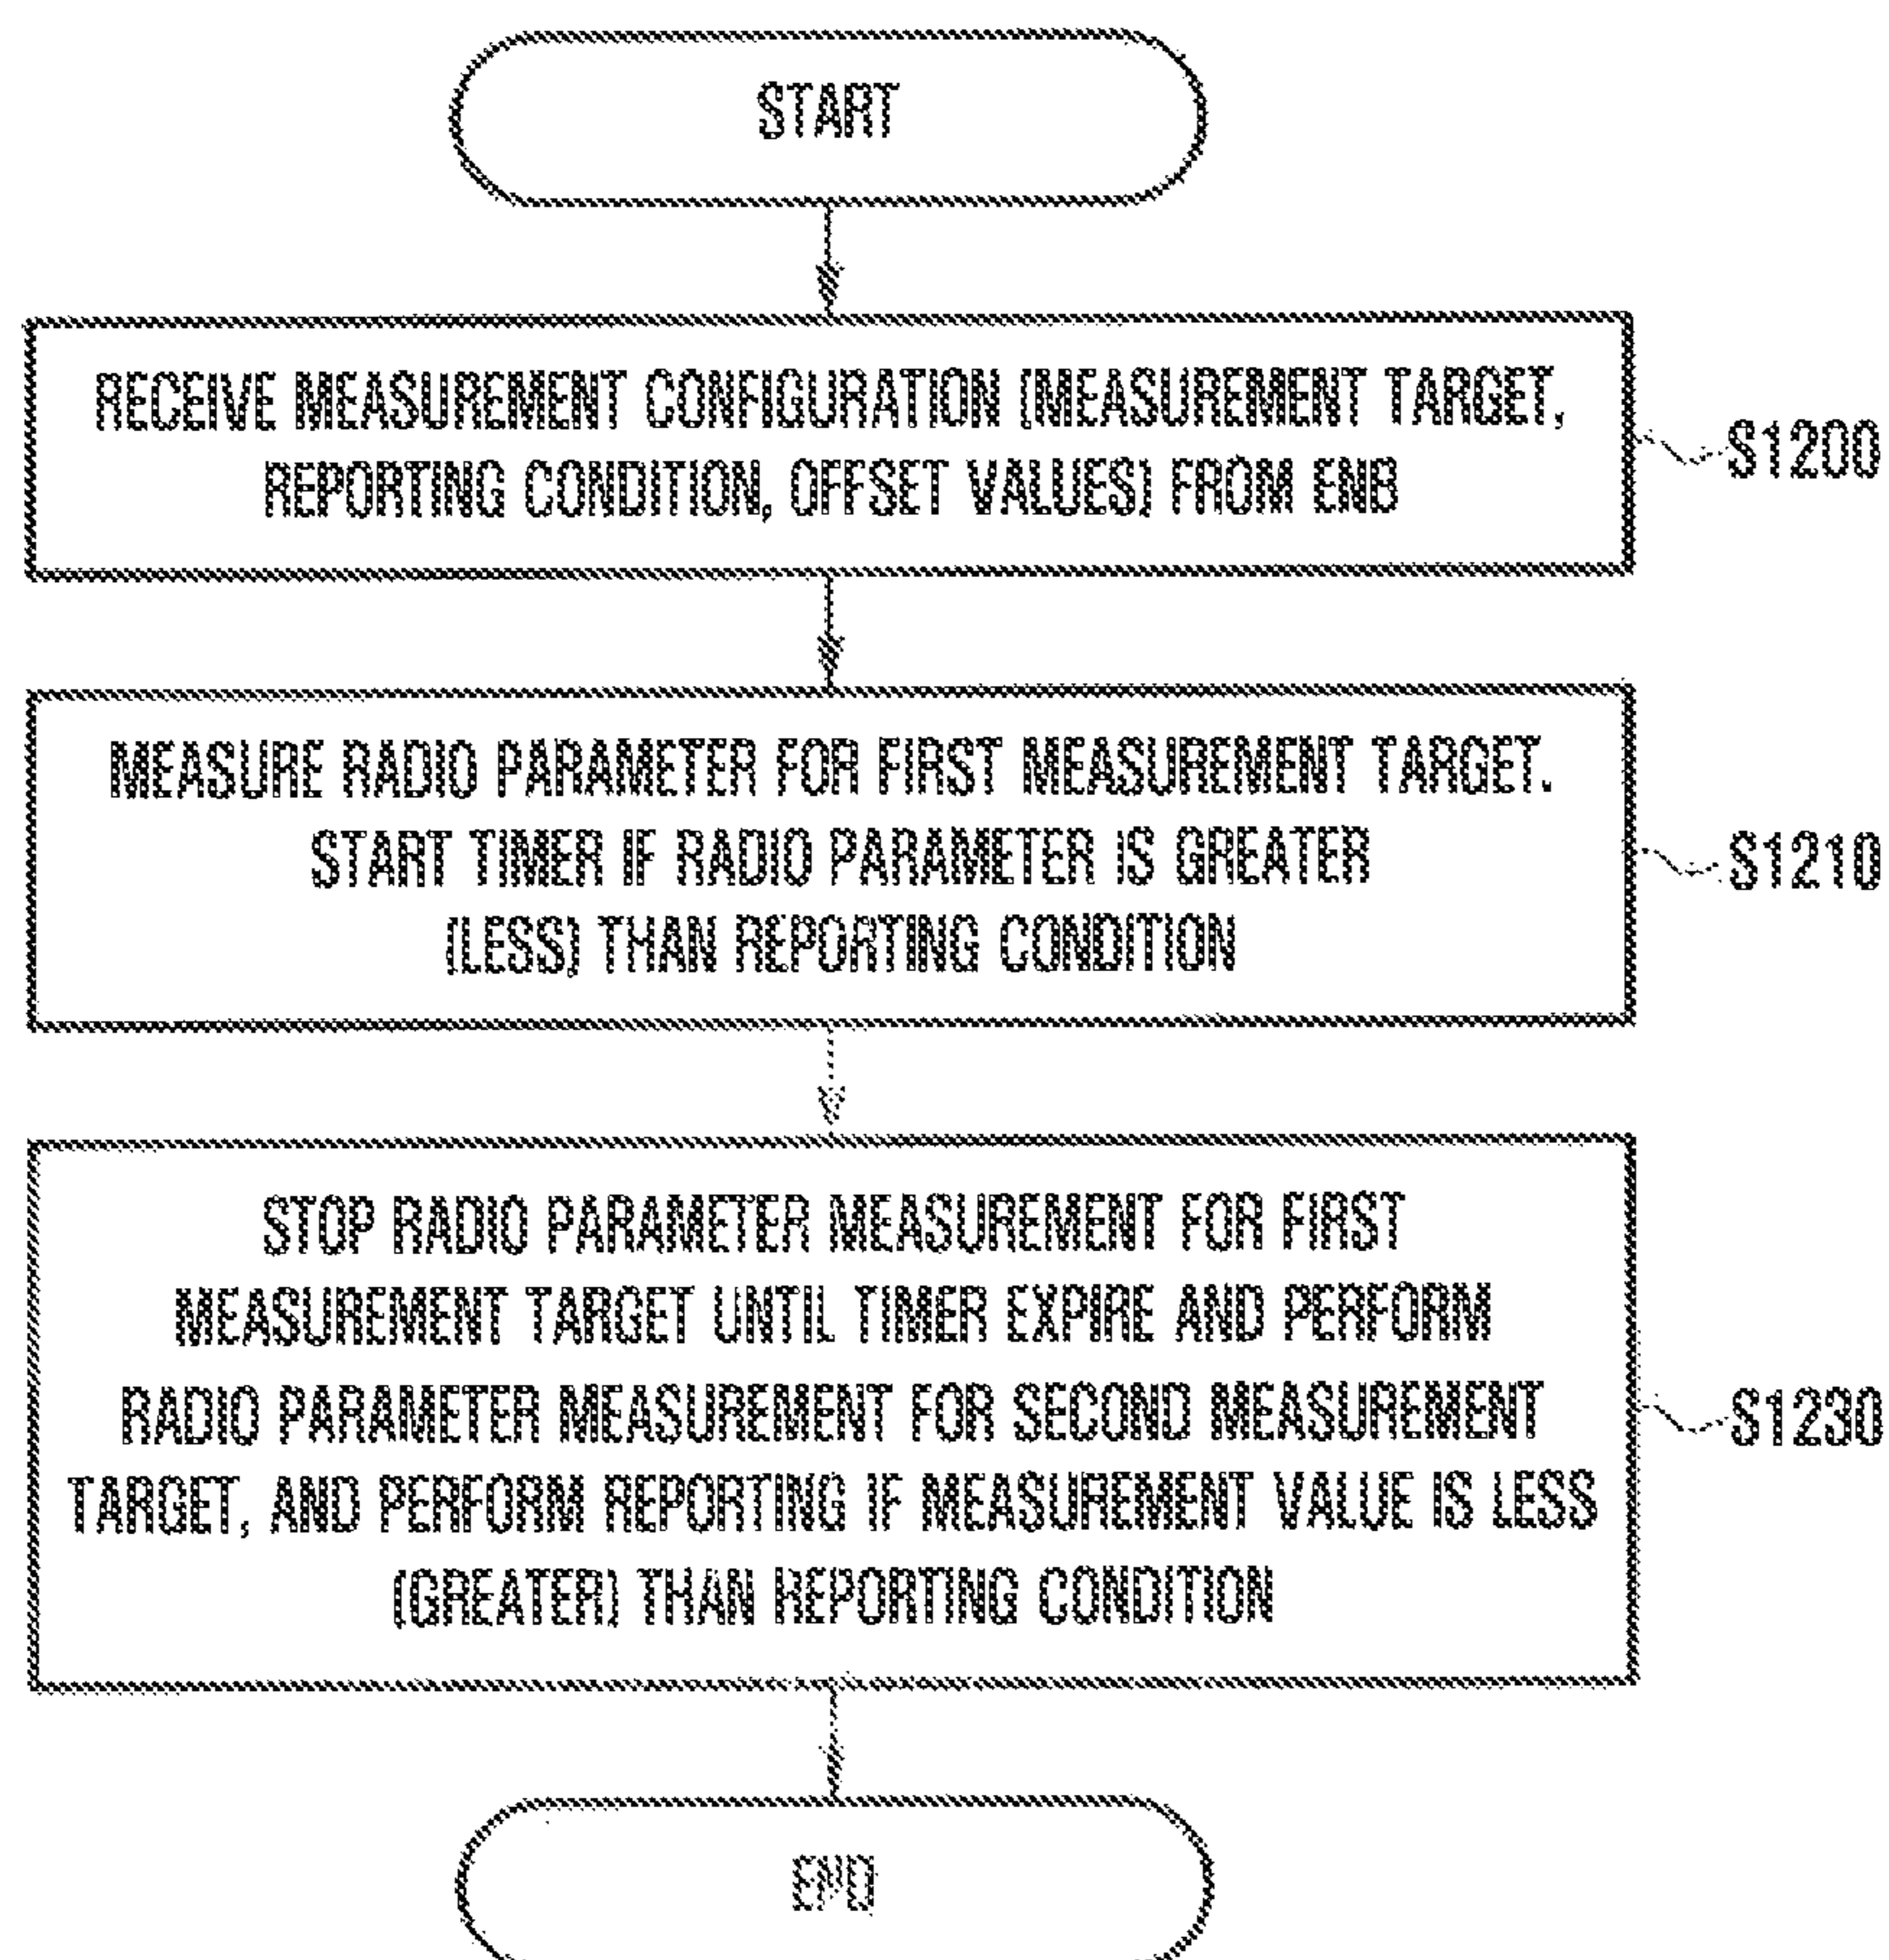 START
RECEIVE MEASUREMENT CONFIGURATION (MEASUREMENT TARGET,
REPORTING CONDITION, OFFSET VALUES) FROM ENB
S1200
MEASURE RADIO PARAMETER FOR FIRST MEASUREMENT TARGET.
START TIMER IF RADIO PARAMETER IS GREATER
(LESS) THAN REPORTING CONDITION
S1210
STOP RADIO PARAMETER MEASUREMENT FOR FIRST
MEASUREMENT TARGET UNTIL TIMER EXPIRE AND PERFORM
RADIO PARAMETER MEASUREMENT FOR SECOND MEASUREMENT
TARGET, AND PERFORM REPORTING IF MEASUREMENT VALUE IS LESS
(GREATER) THAN REPORTING CONDITION
S1230
END